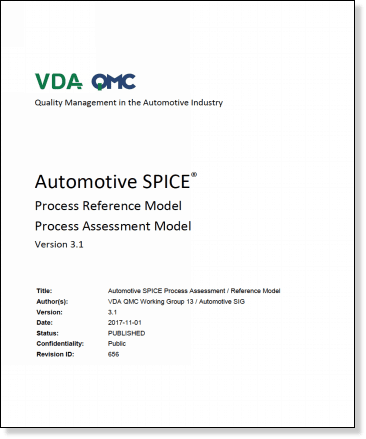 VDA QMC
Quality Management in the Automotive Industry
Automotive SPICE®
Process Reference Model
Process Assessment Model
Version 3.1
Title: Automotive SPICE Process Assessment / Reference Model
Author(s): VDA QMC Working Group 13 / Automotive SIG
Version: 3.1
Date: 2017-11-01
Status: PUBLISHED
Confidentiality: Public
Revision ID: 656